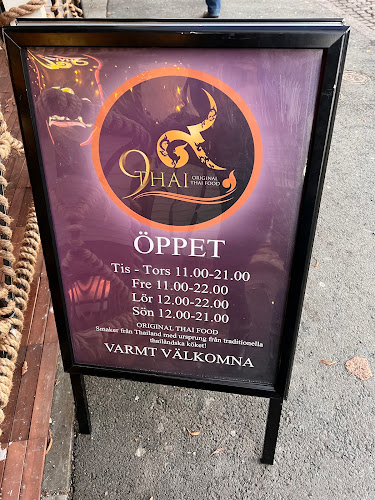 9THAI ORIGINAL THAI FOOD
ÖPPET
Tis - Tors 11.00-21.00
Fre 11.00-22.00
Lör 12.00-22.00
Sön 12.00-21.00
ORIGINAL THAI FOOD
Smaker från Thailand med ursprung från traditionella
thailändska köket!
VARMT VÄLKOMNA